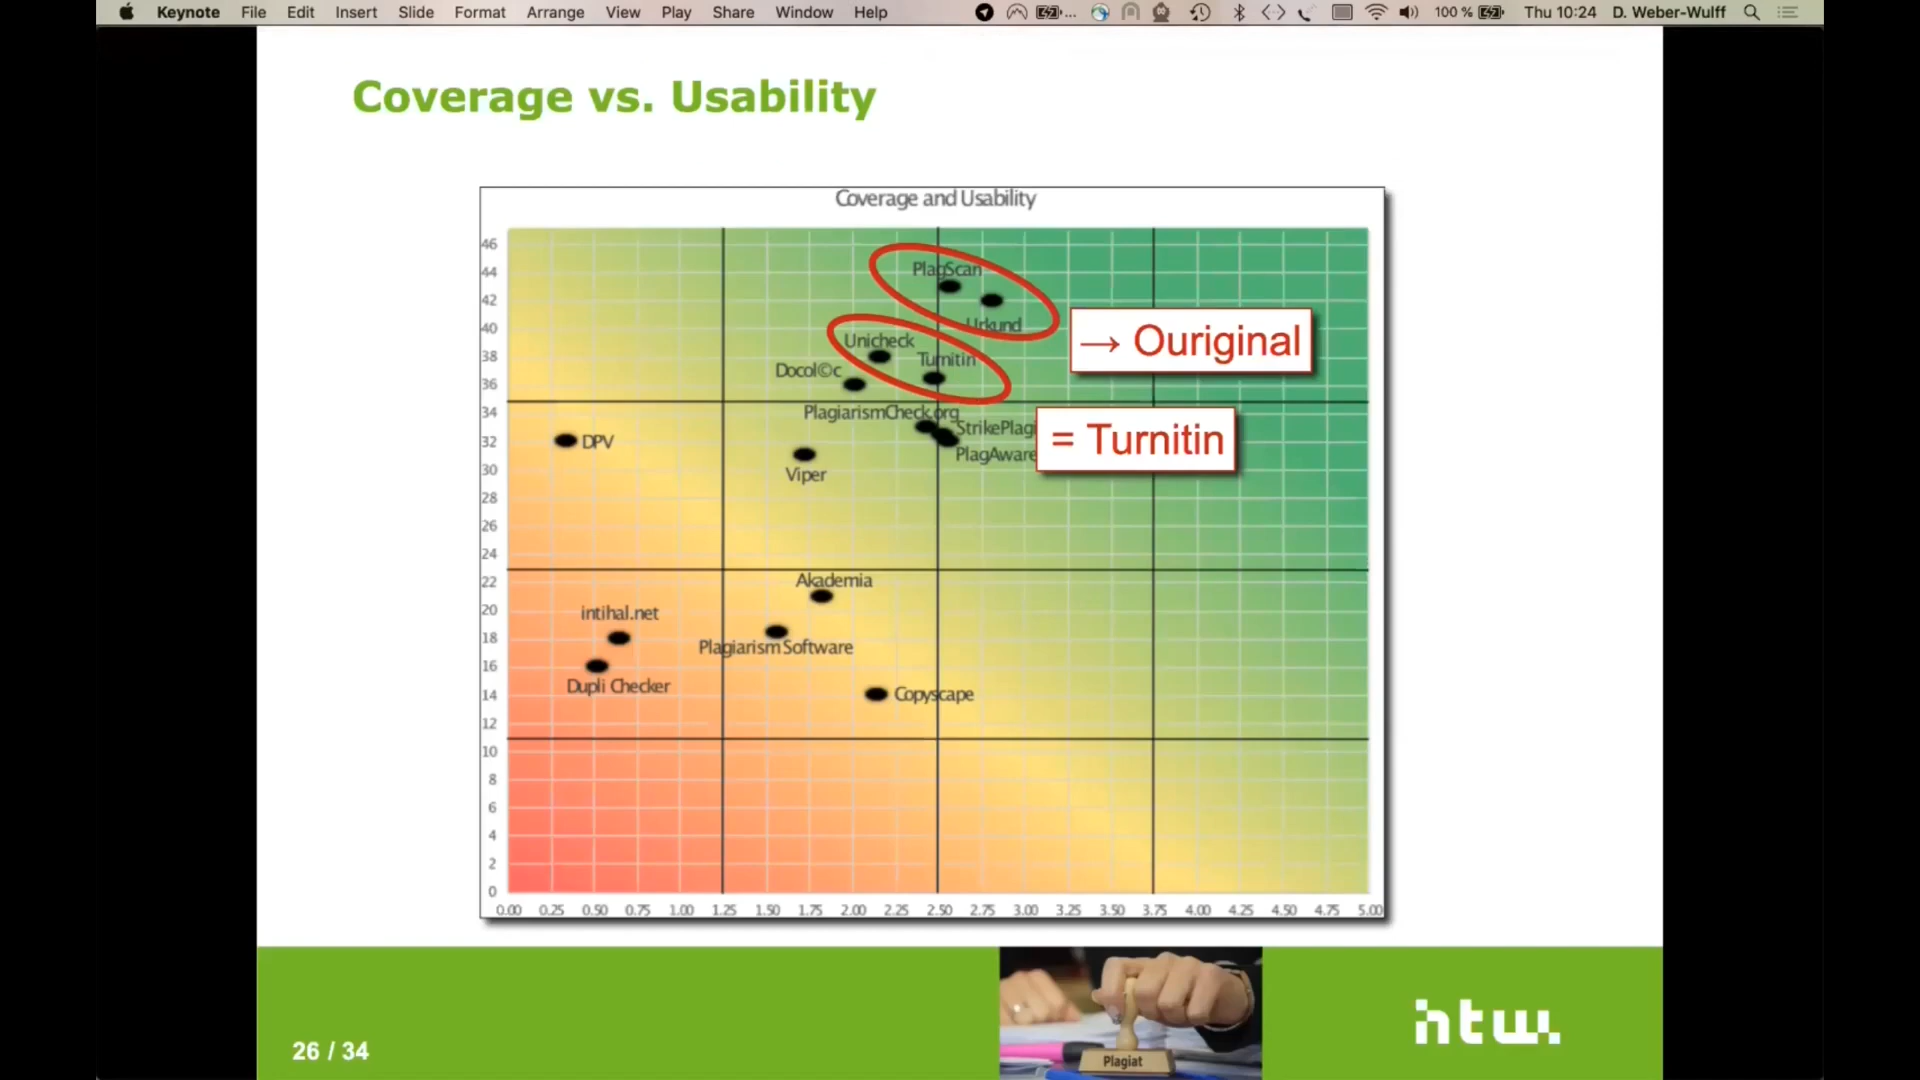 Keynote File Edit Insert Slide Format Arrange View Play Share Window Help 100 % Thu 10:24 D. Weber-Wulff
Coverage vs. Usability
Coverage and Usability
46
44
42
40
38
36
34
32
30
28
26
24
22
20
18
16
14
12
10
8
6
4
2
0
PlagScan
Urkund
→ Ouriginal
Unicheck
Turnitin
Docol©c
PlagiarismCheck.org
StrikePlagi
= Turnitin
DPV
PlagAware
Viper
Akademia
intihal.net
Plagiarism Software
Dupli Checker
Copyscape
0.00 0.25 0.50 0.75 1.00 1.25 1.50 1.75 2.00 2.25 2.50 2.75 3.00 3.25 3.50 3.75 4.00 4.25 4.50 4.75 5.00
26 / 34
Plagiat
htw.